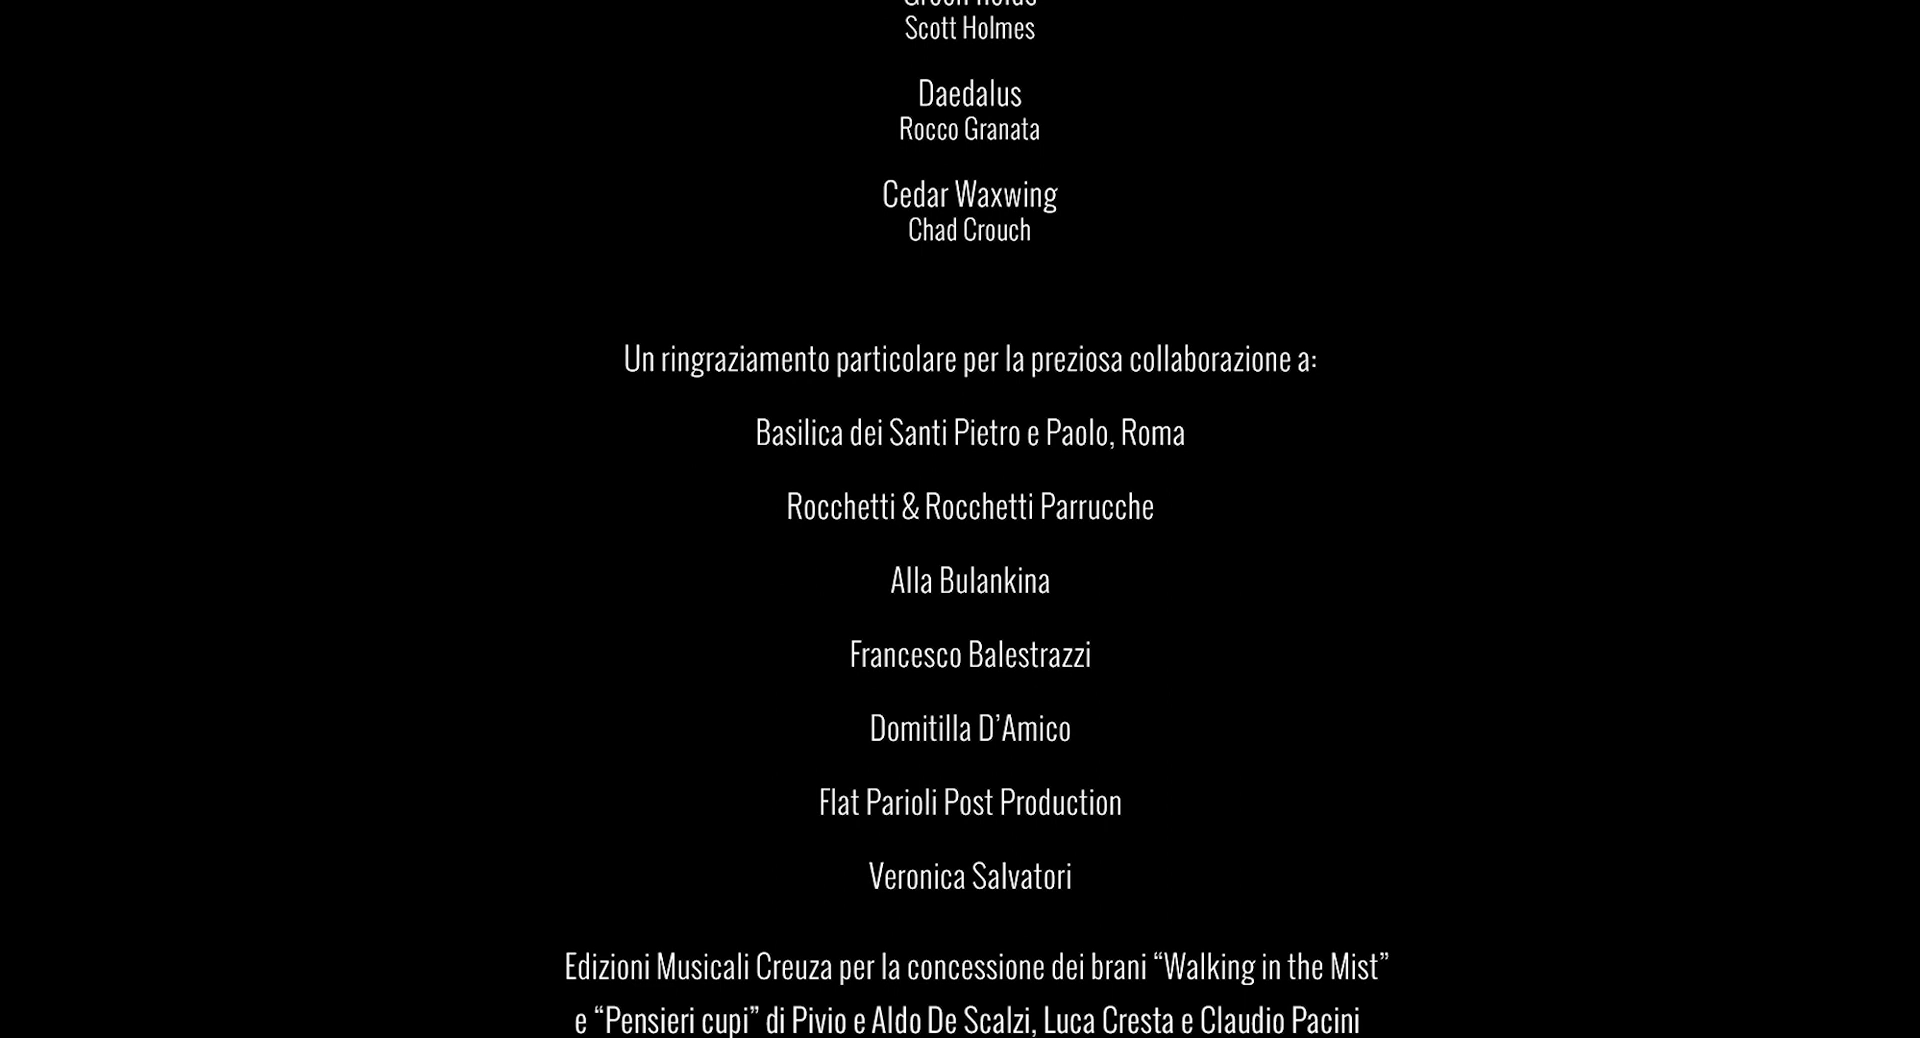 Scott Holmes
Daedalus
Rocco Granata
Cedar Waxwing
Chad Crouch
Un ringraziamento particolare per la preziosa collaborazione a:
Basilica dei Santi Pietro e Paolo, Roma
Rocchetti & Rocchetti Parrucche
Alla Bulankina
Francesco Balestrazzi
Domitilla D’Amico
Flat Parioli Post Production
Veronica Salvatori
Edizioni Musicali Creuza per la concessione dei brani “Walking in the Mist”
e “Pensieri cupi” di Pivio e Aldo De Scalzi, Luca Cresta e Claudio Pacini